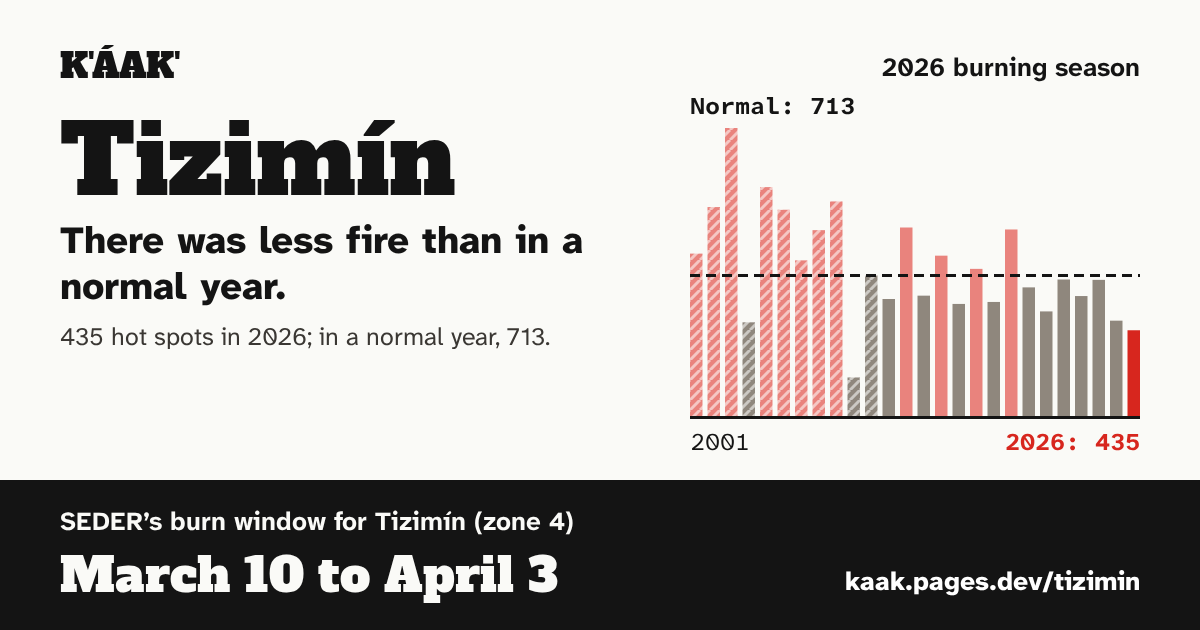 K'ÁAK'
2026 burning season
Tizimín
There was less fire than in a
normal year.
435 hot spots in 2026; in a normal year, 713.
Normal: 713
2001
2026: 435
SEDER’s burn window for Tizimín (zone 4)
March 10 to April 3
kaak.pages.dev/tizimin